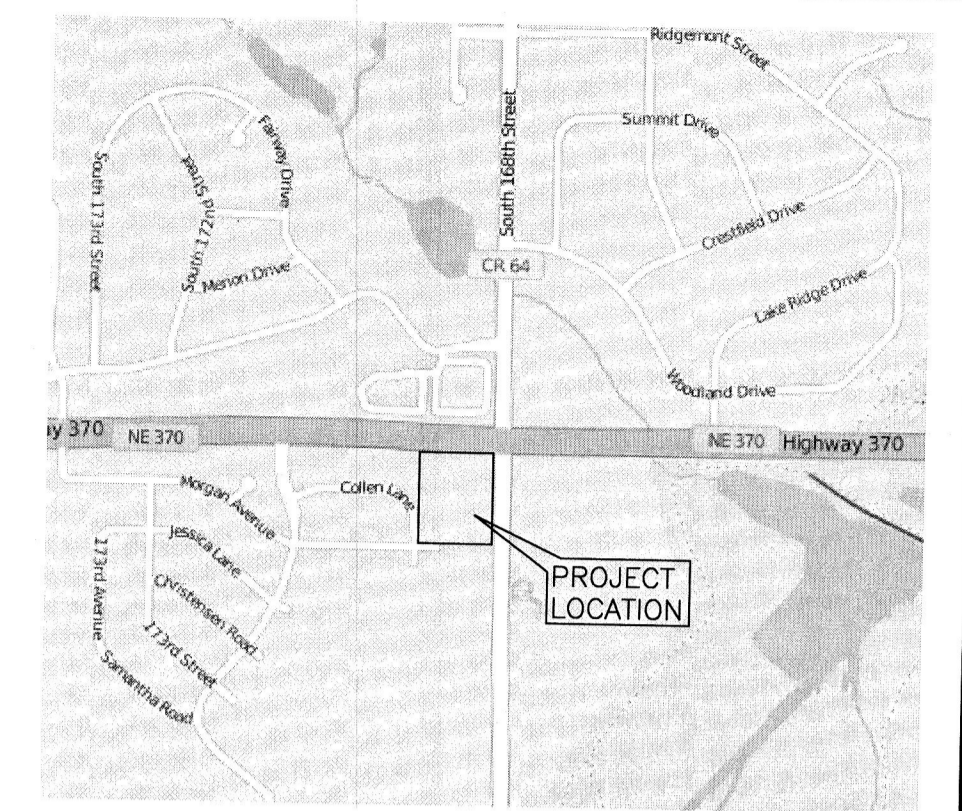 Ridgemont Street
Summit Drive
South 168th Street
Fairway Drive
South 173rd Street
South 172nd Street
Crestfield Drive
Merion Drive
CR 64
Lake Ridge Drive
Woodland Drive
ay 370
NE 370
NE 370
Highway 370
Morgan Avenue
Collen Lane
Jessica Lane
173rd Avenue
Christensen Road
173rd Street
Samantha Road
PROJECT
LOCATION